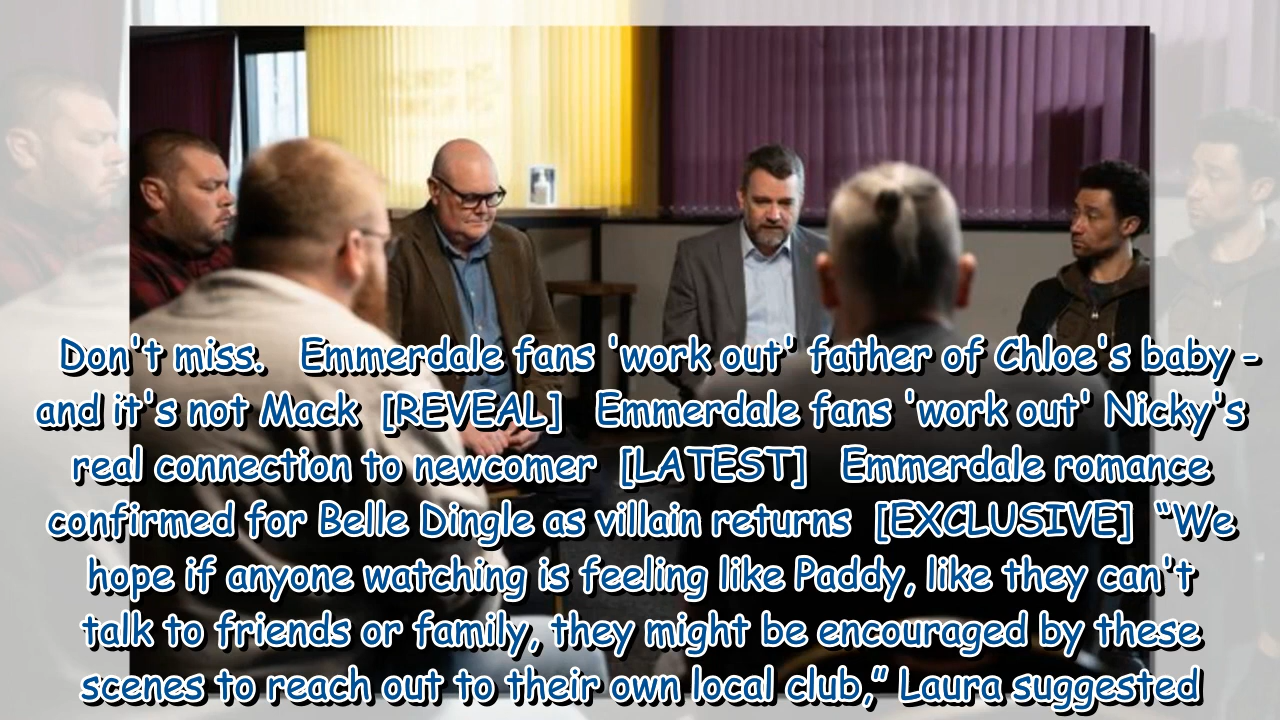 Don't miss. Emmerdale fans 'work out' father of Chloe's baby -
and it's not Mack [REVEAL] Emmerdale fans 'work out' Nicky's
real connection to newcomer [LATEST] Emmerdale romance
confirmed for Belle Dingle as villain returns [EXCLUSIVE] “We
hope if anyone watching is feeling like Paddy, like they can't
talk to friends or family, they might be encouraged by these
scenes to reach out to their own local club,” Laura suggested